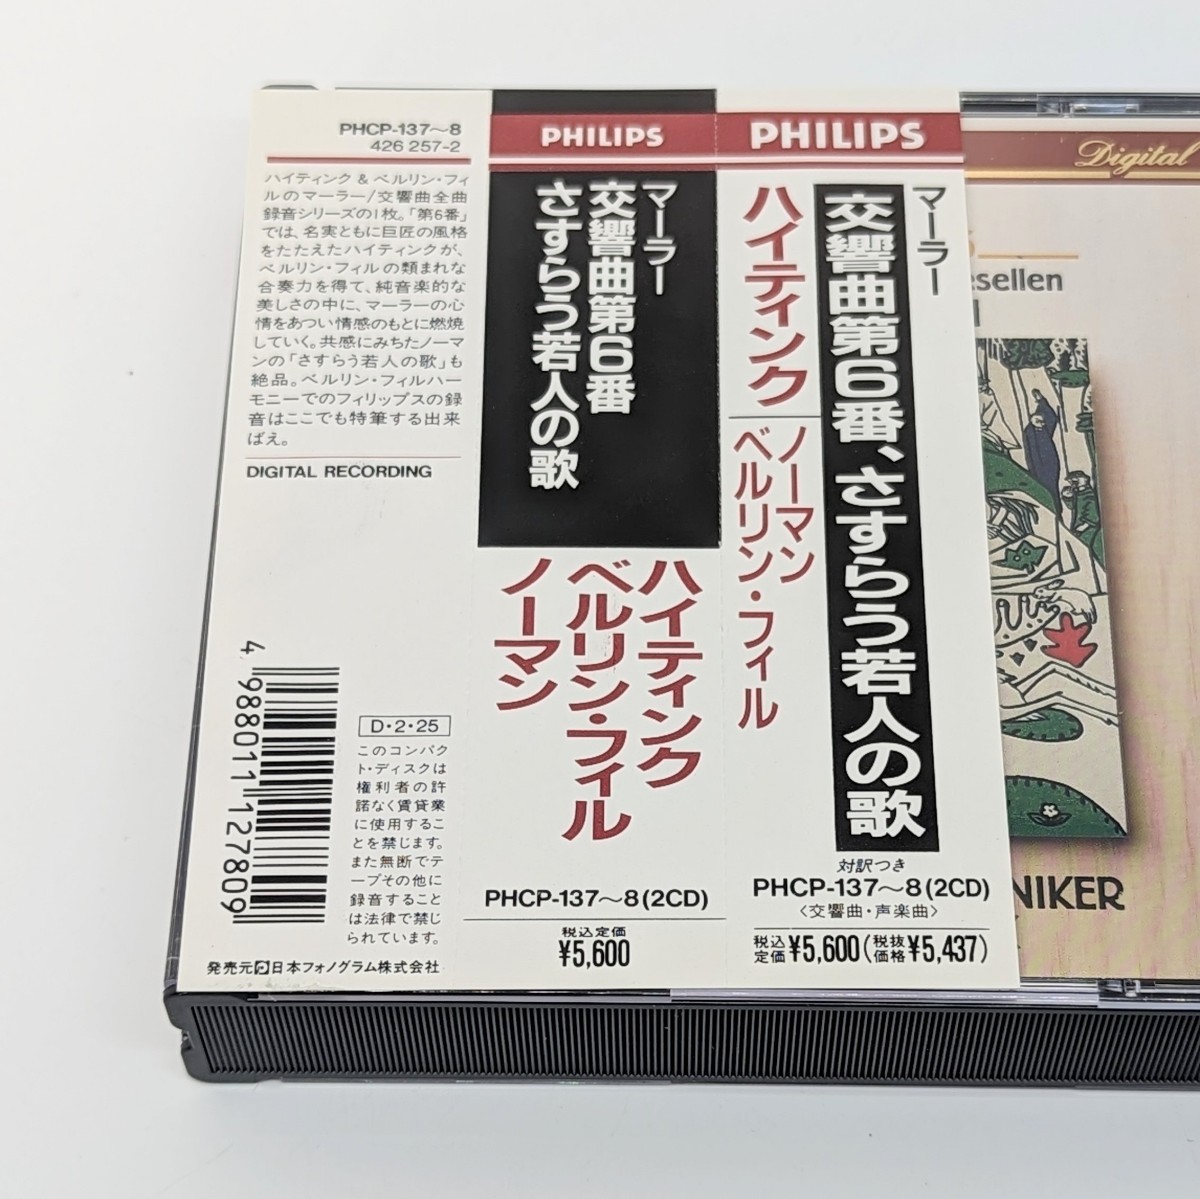 PHCP-137〜8
426 257-2
ハイティンク & ベルリン・フィ
ルのマーラー/交響曲全曲
録音シリーズの1枚。「第6番」
では、名実ともに巨匠の風格
をたたえたハイティンクが、
ベルリン・フィルの類まれな
合奏力を得て、純音楽的な
美しさの中に、マーラーの心
情をあつい情感のもとに燃焼
していく。共感にみちたノーマ
ンの「さすらう若人の歌」も
絶品。ベルリン・フィルハー
モニーでのフィリップスの録
音はここでも特筆する出来
ばえ。
DIGITAL RECORDING
4 988011 127809
D・2・25
このコンパク
ト・ディスクは
権利者の許
諾なく賃貸業
に使用するこ
とを禁じます。
また無断でテ
ープその他に
録音すること
は法律で禁じ
られています。
発売元 日本フォノグラム株式会社
PHILIPS
マーラー
交響曲第6番
さすらう若人の歌
ハイティンク
ベルリン・フィル
ノーマン
PHCP-137〜8(2CD)
税込定価
¥5,600
PHILIPS
マーラー
交響曲第6番、さすらう若人の歌
ハイティンク
ノーマン
ベルリン・フィル
対訳つき
PHCP-137〜8(2CD)
〈交響曲・声楽曲〉
税込定価¥5,600(税抜価格¥5,437)
Digital
esellen
NIKER